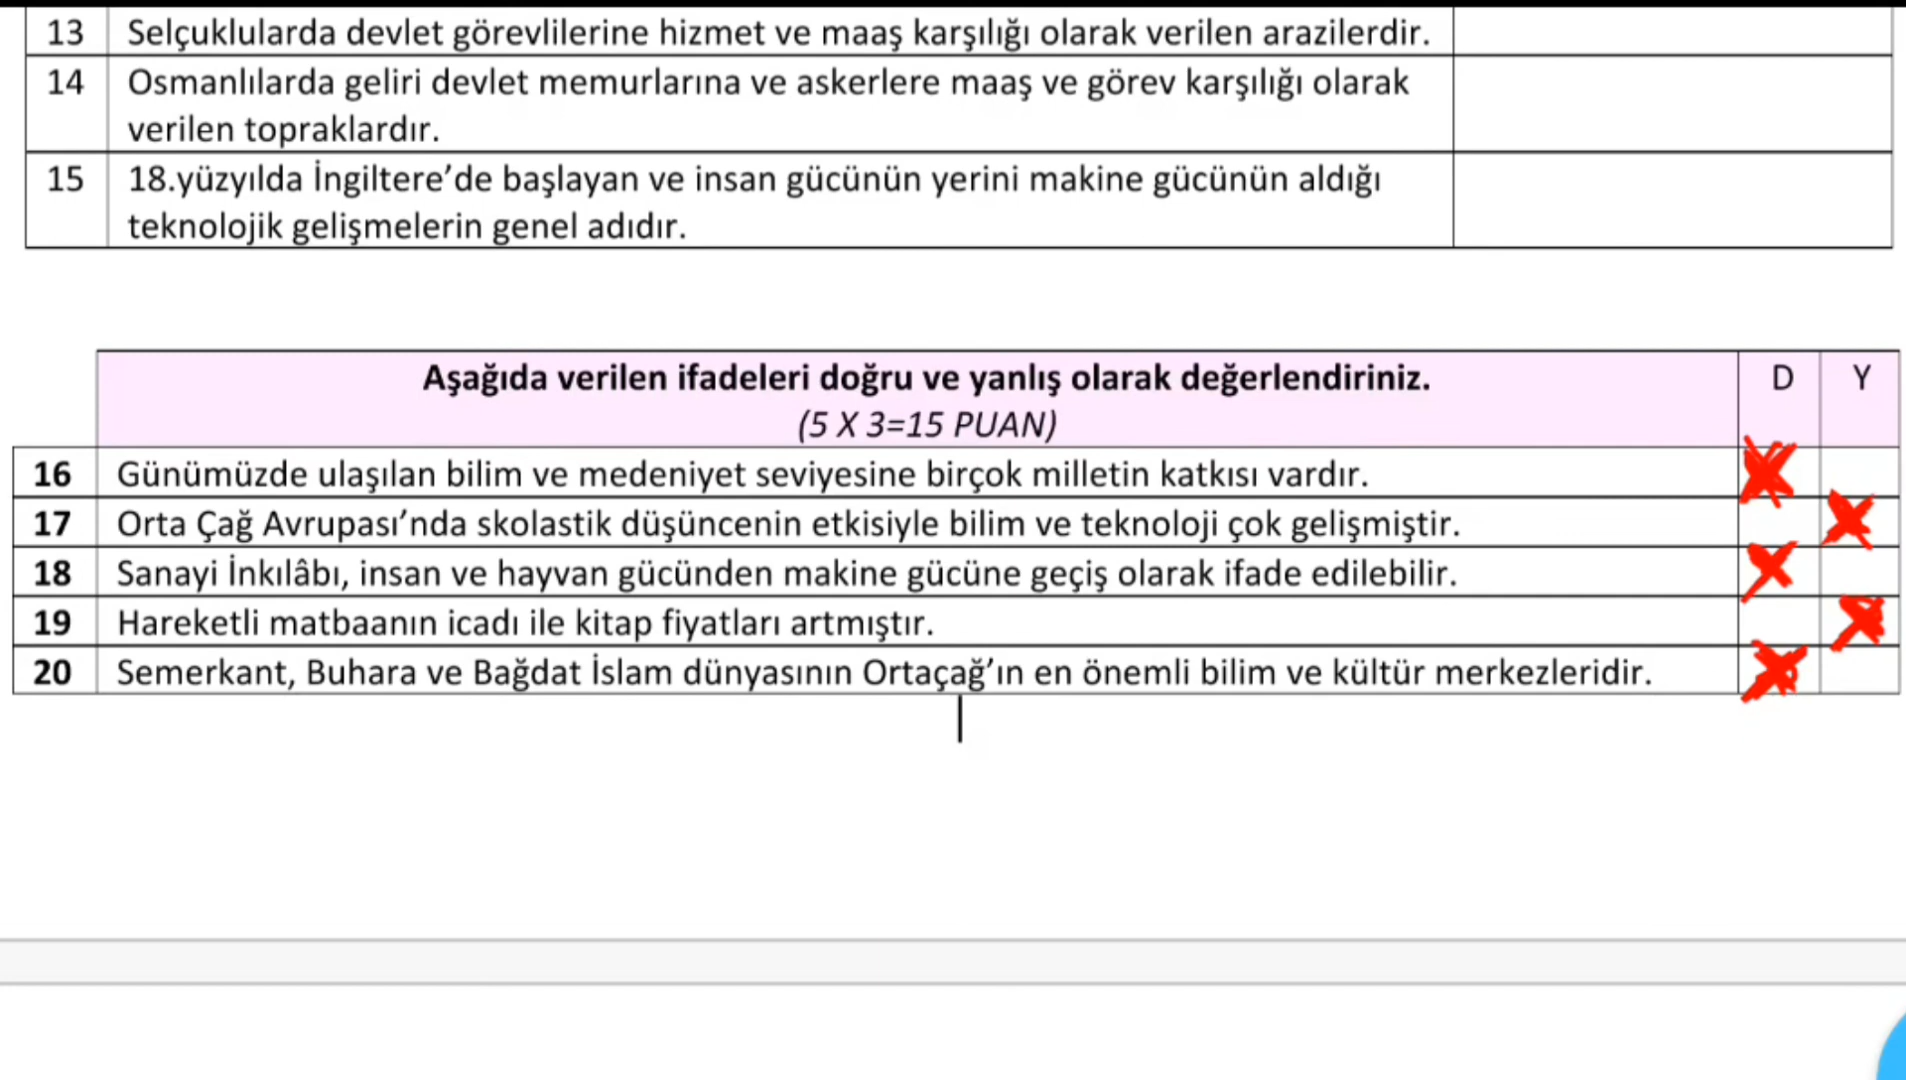 13 Selçuklularda devlet görevlilerine hizmet ve maaş karşılığı olarak verilen arazilerdir.
14 Osmanlılarda geliri devlet memurlarına ve askerlere maaş ve görev karşılığı olarak
verilen topraklardır.
15 18.yüzyılda İngiltere’de başlayan ve insan gücünün yerini makine gücünün aldığı
teknolojik gelişmelerin genel adıdır.
Aşağıda verilen ifadeleri doğru ve yanlış olarak değerlendiriniz. D Y
(5 X 3=15 PUAN)
16 Günümüzde ulaşılan bilim ve medeniyet seviyesine birçok milletin katkısı vardır.
17 Orta Çağ Avrupası’nda skolastik düşüncenin etkisiyle bilim ve teknoloji çok gelişmiştir.
18 Sanayi İnkılâbı, insan ve hayvan gücünden makine gücüne geçiş olarak ifade edilebilir.
19 Hareketli matbaanın icadı ile kitap fiyatları artmıştır.
20 Semerkant, Buhara ve Bağdat İslam dünyasının Ortaçağ’ın en önemli bilim ve kültür merkezleridir.